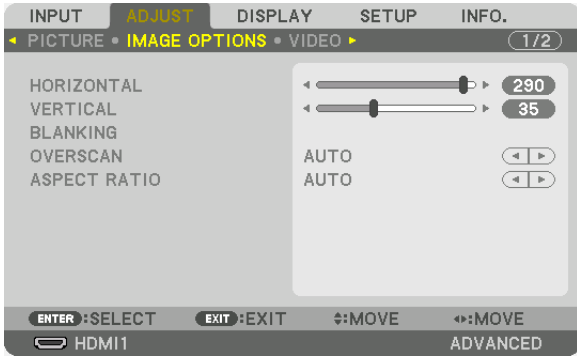 INPUT ADJUST DISPLAY SETUP INFO.
PICTURE • IMAGE OPTIONS • VIDEO 1/2
HORIZONTAL 290
VERTICAL 35
BLANKING
OVERSCAN AUTO
ASPECT RATIO AUTO
ENTER :SELECT EXIT :EXIT :MOVE :MOVE
HDMI1 ADVANCED